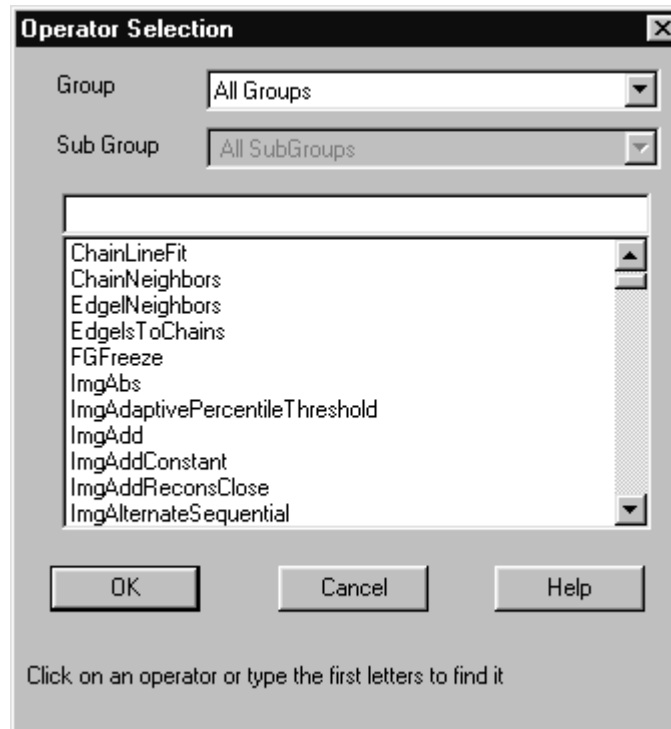 Operator Selection
Group
All Groups
Sub Group
All SubGroups
ChainLineFit
ChainNeighbors
EdgelNeighbors
EdgelsToChains
FGFreeze
ImgAbs
ImgAdaptivePercentileThreshold
ImgAdd
ImgAddConstant
ImgAddReconsClose
ImgAlternateSequential
OK
Cancel
Help
Click on an operator or type the first letters to find it